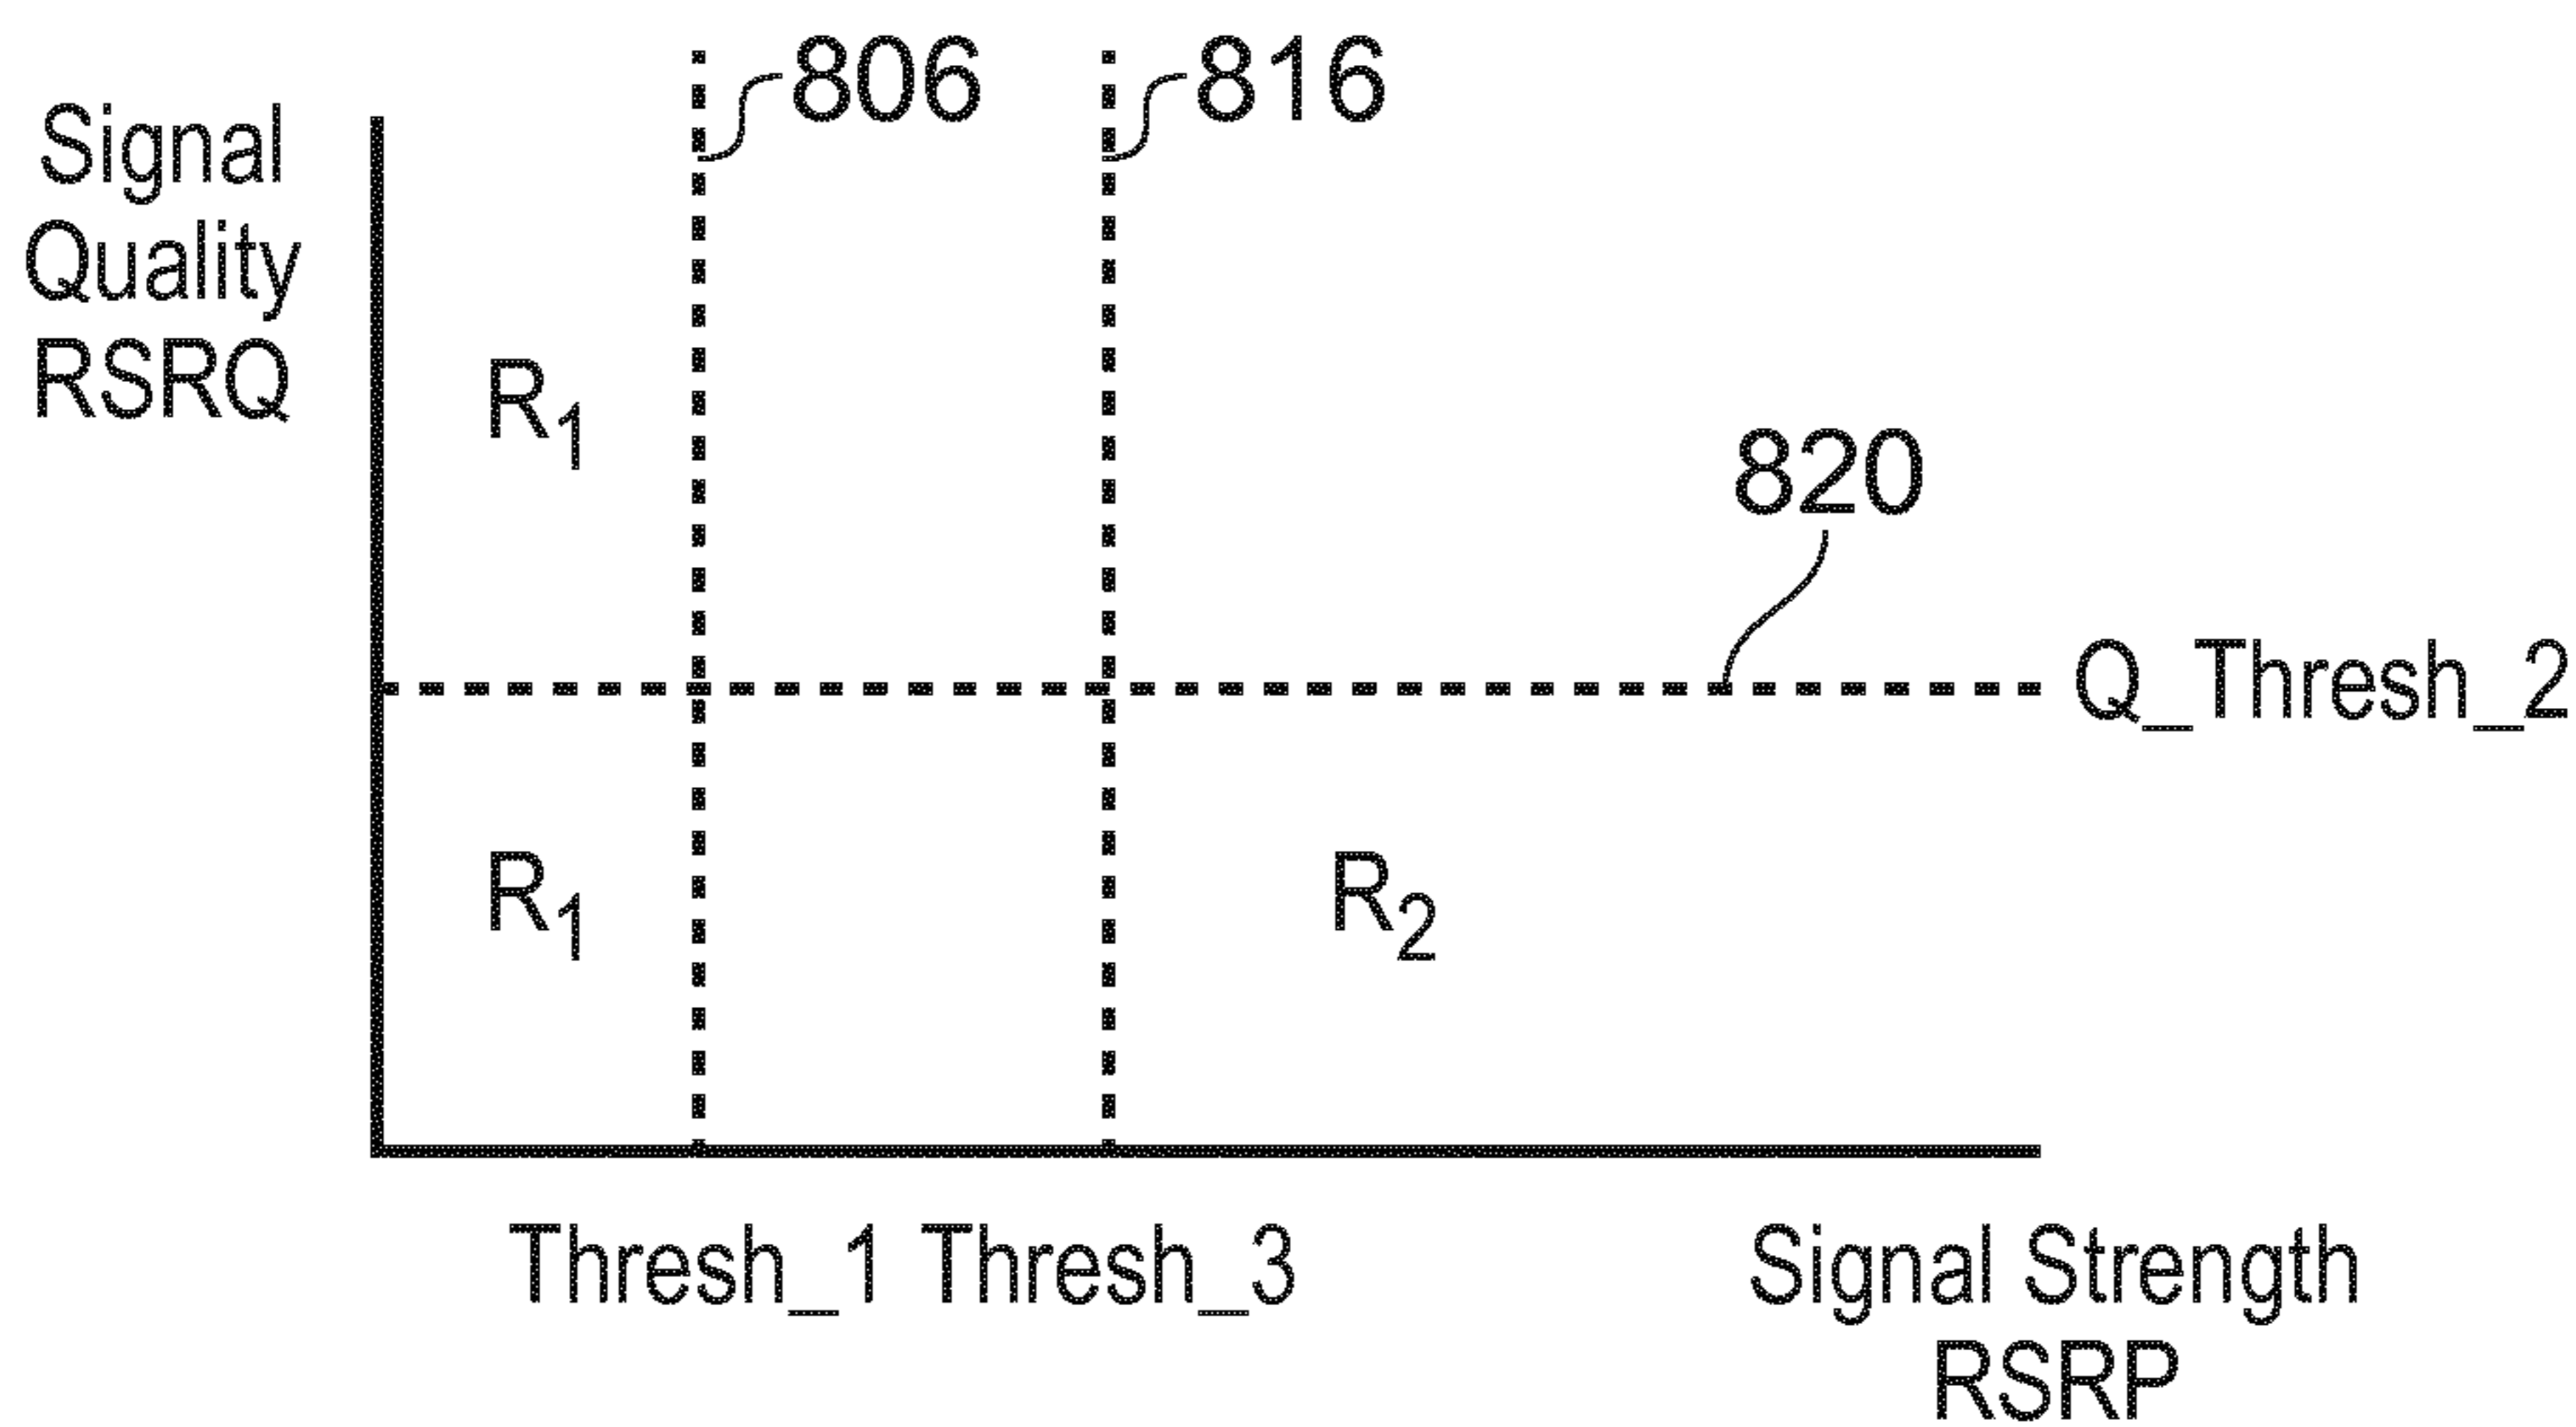 806
816
Signal
Quality
RSRQ
R1
820
Q_Thresh_2
R1
R2
Thresh_1 Thresh_3
Signal Strength
RSRP